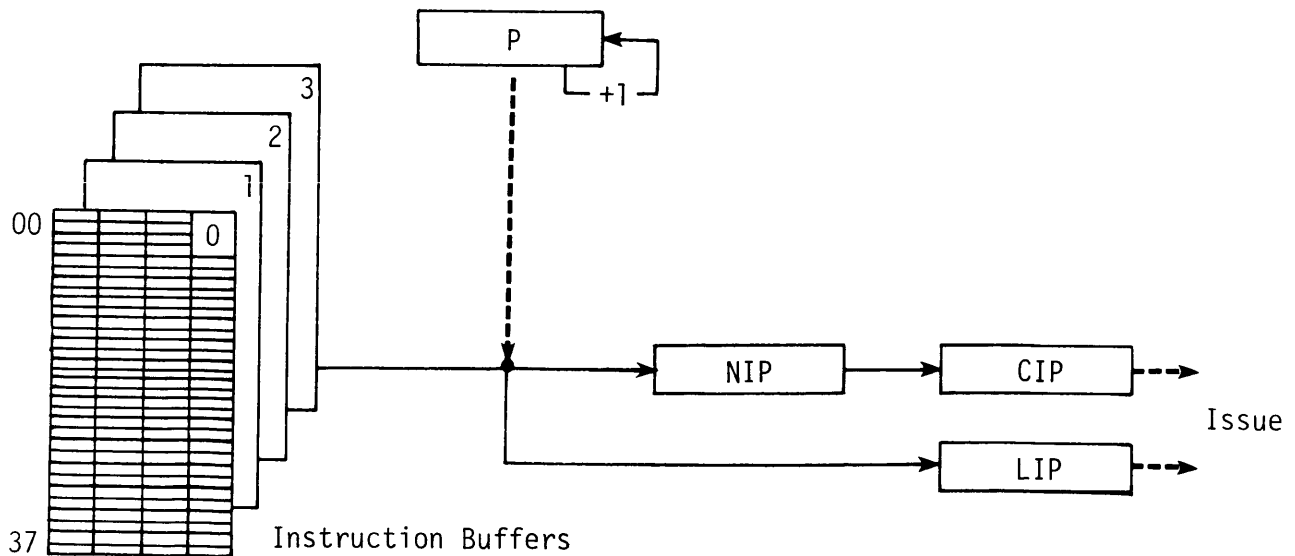 P
+1
3
2
1
00
0
NIP
CIP
Issue
LIP
37
Instruction Buffers